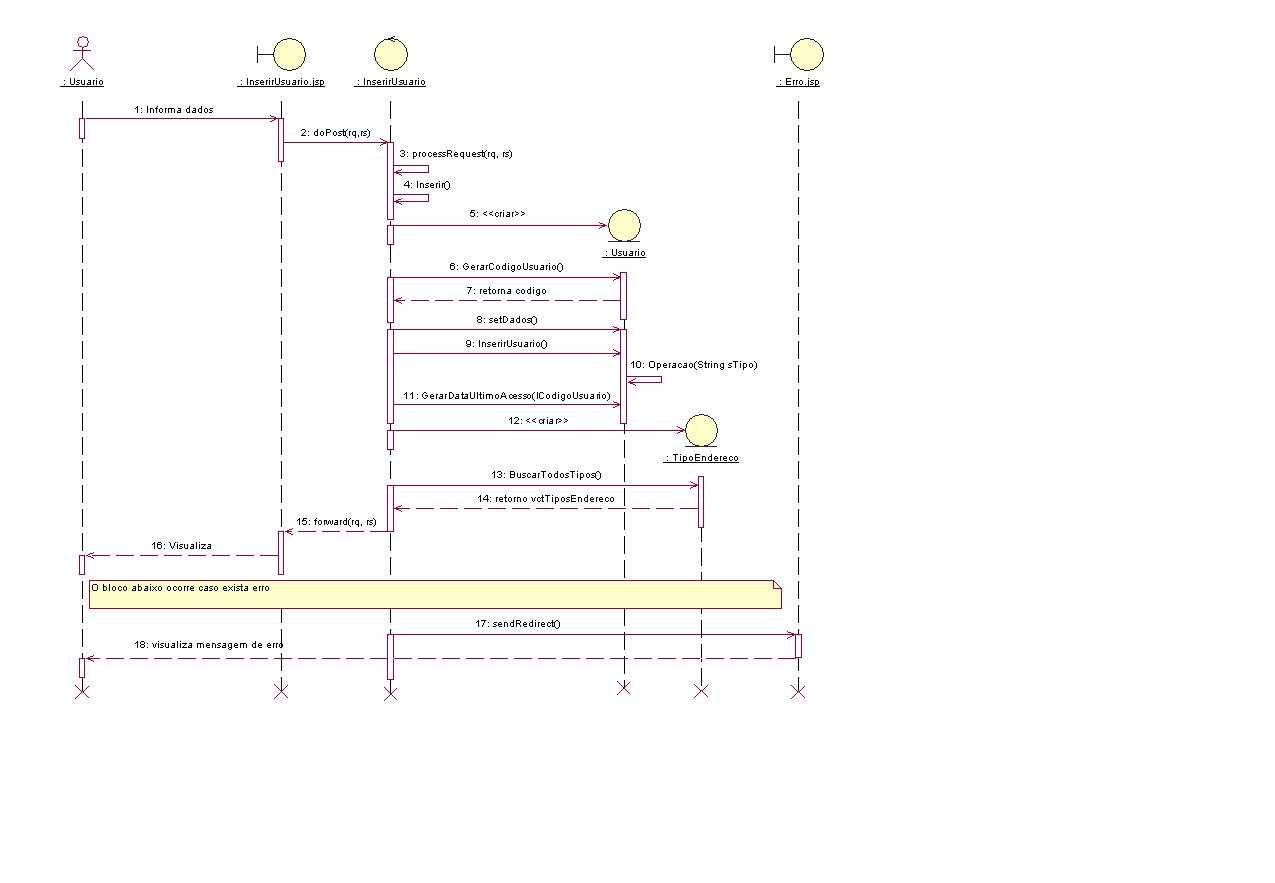 : Usuario
: InserirUsuario.jsp
: InserirUsuario
: Erro.jsp
1: Informa dados
2: doPost(rq,rs)
3: processRequest(rq, rs)
4: Inserir()
5: <<criar>>
: Usuario
6: GerarCodigoUsuario()
7: retorna codigo
8: setDados()
9: InserirUsuario()
10: Operacao(String sTipo)
11: GerarDataUltimoAcesso(lCodigoUsuario)
12: <<criar>>
: TipoEndereco
13: BuscarTodosTipos()
14: retorno vctTiposEndereco
15: forward(rq, rs)
16: Visualiza
O bloco abaixo ocorre caso exista erro
17: sendRedirect()
18: visualiza mensagem de erro